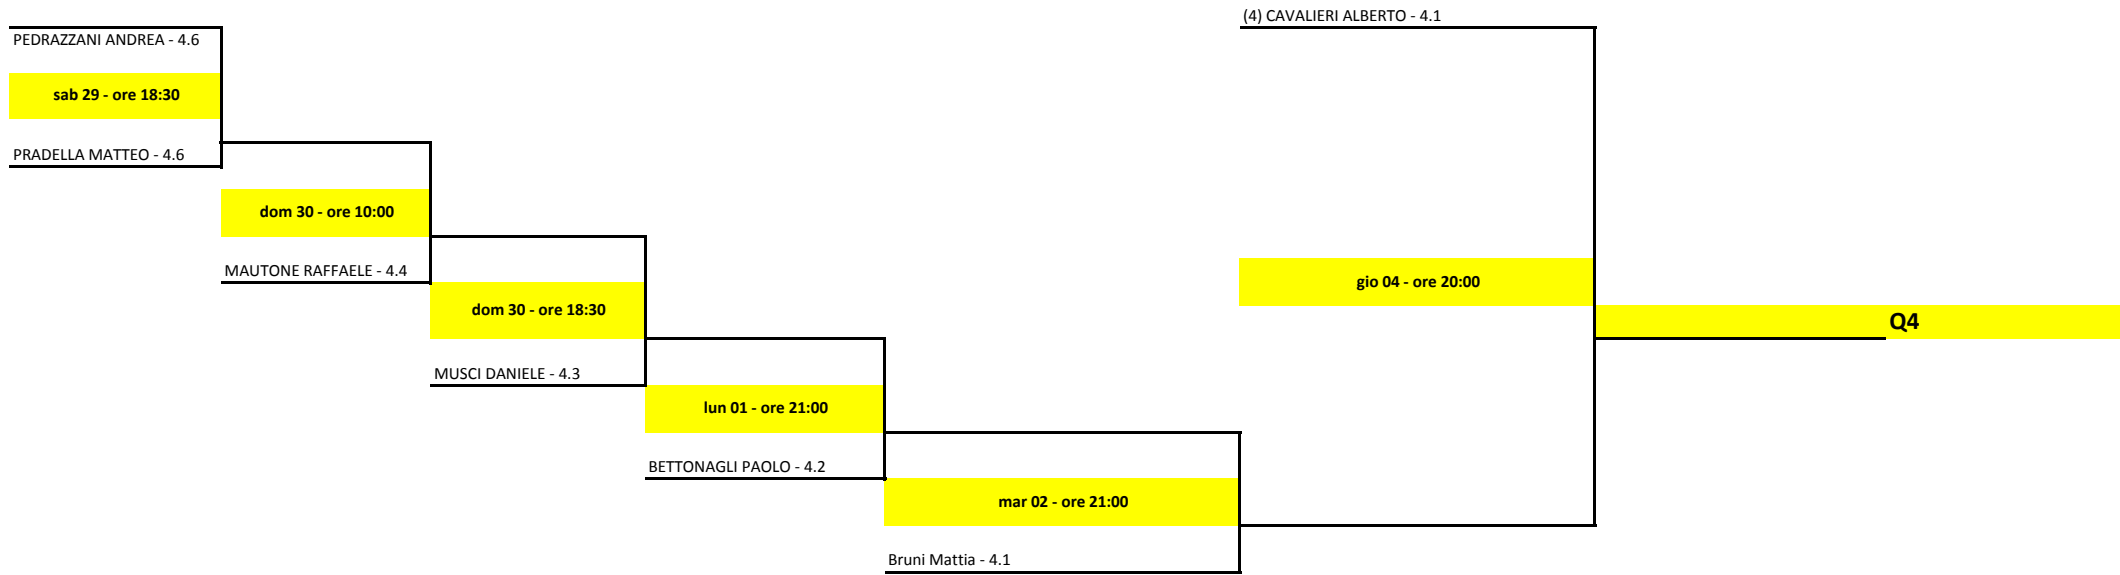 (4) CAVALIERI ALBERTO - 4.1
PEDRAZZANI ANDREA - 4.6
sab 29 - ore 18:30
PRADELLA MATTEO - 4.6
dom 30 - ore 10:00
MAUTONE RAFFAELE - 4.4
gio 04 - ore 20:00
dom 30 - ore 18:30
Q4
MUSCI DANIELE - 4.3
lun 01 - ore 21:00
BETTONAGLI PAOLO - 4.2
mar 02 - ore 21:00
Bruni Mattia - 4.1